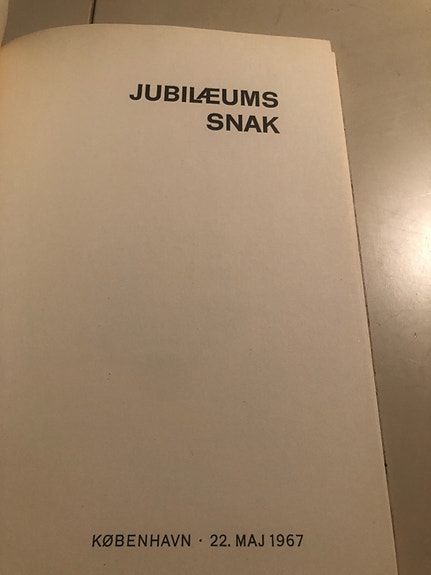 JUBILÆUMS
SNAK
KØBENHAVN · 22. MAJ 1967